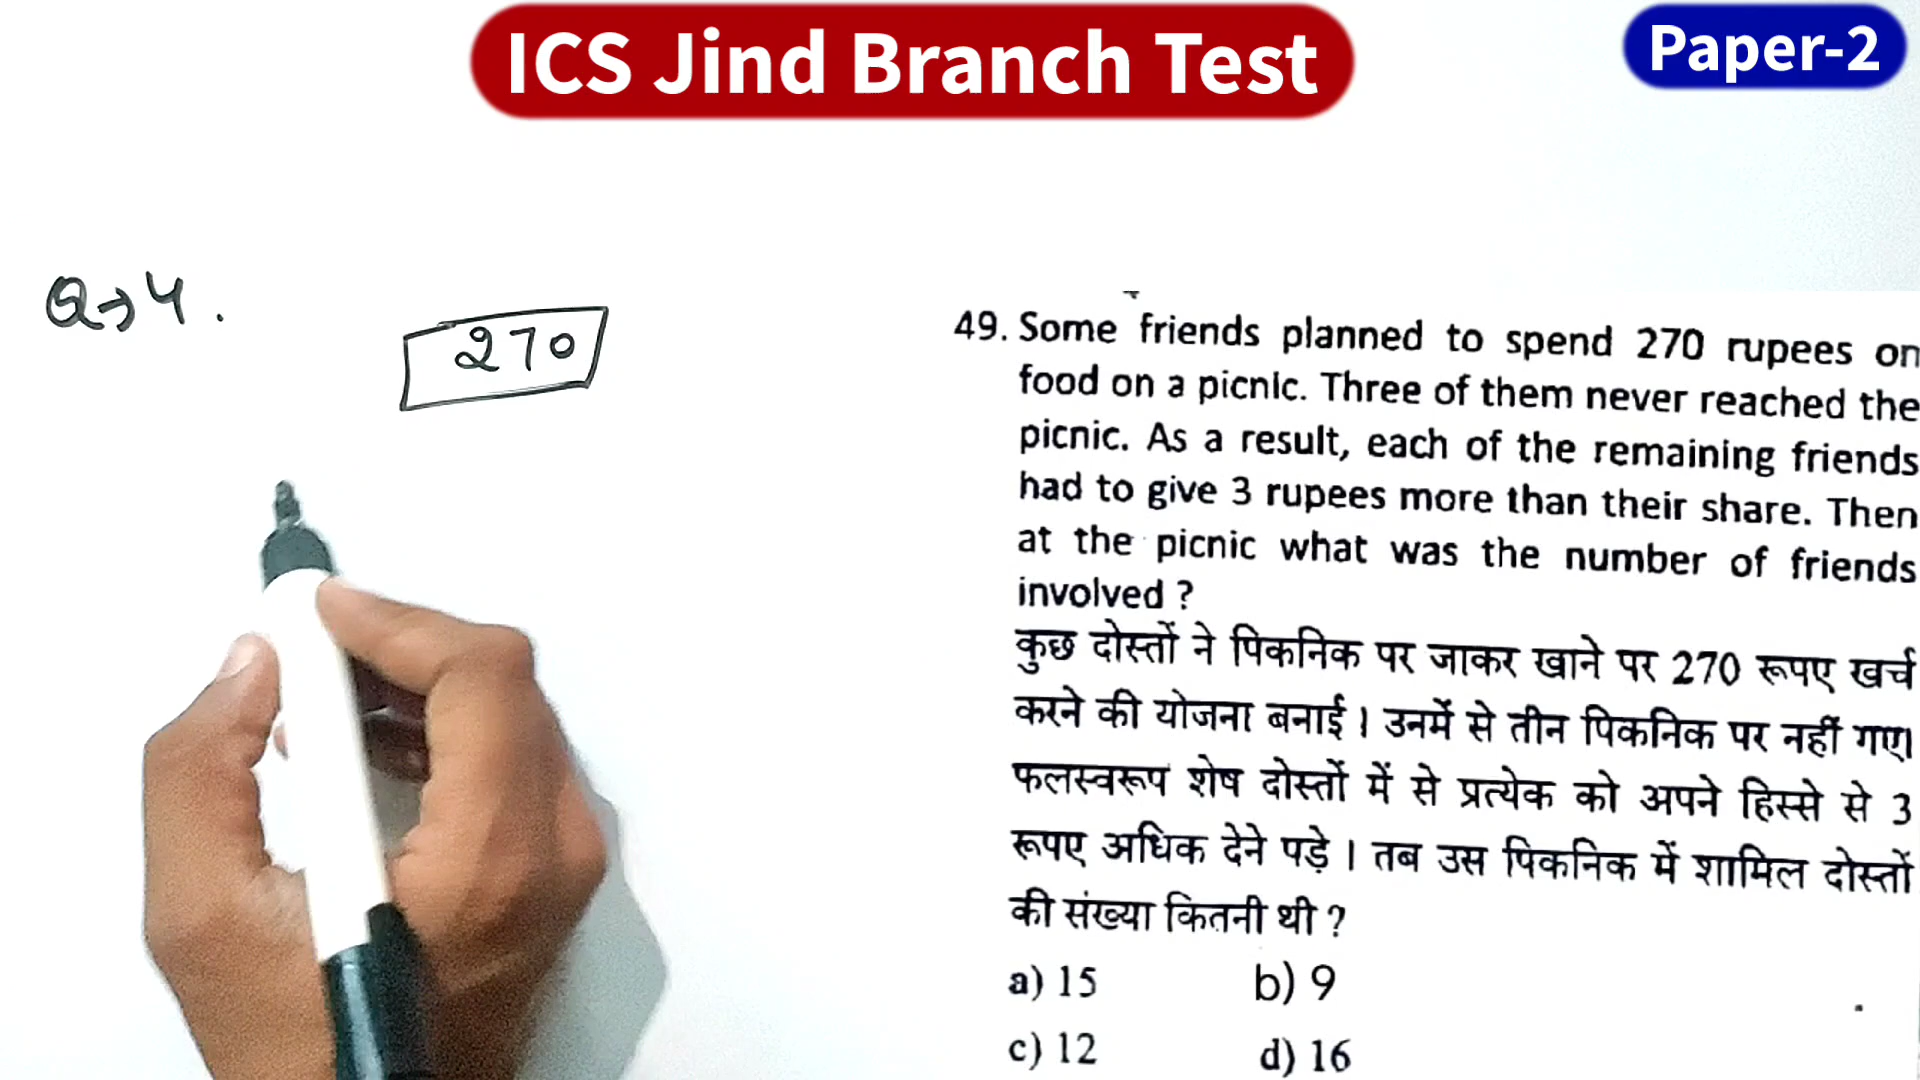 ICS Jind Branch Test
Paper-2
Q→4.
270
49. Some friends planned to spend 270 rupees on
food on a picnic. Three of them never reached the
picnic. As a result, each of the remaining friends
had to give 3 rupees more than their share. Then
at the picnic what was the number of friends
involved ?
कुछ दोस्तों ने पिकनिक पर जाकर खाने पर 270 रूपए खर्च
करने की योजना बनाई। उनमें से तीन पिकनिक पर नहीं गए।
फलस्वरूप शेष दोस्तों में से प्रत्येक को अपने हिस्से से 3
रूपए अधिक देने पड़े। तब उस पिकनिक में शामिल दोस्तों
की संख्या कितनी थी ?
a) 15 b) 9
c) 12 d) 16